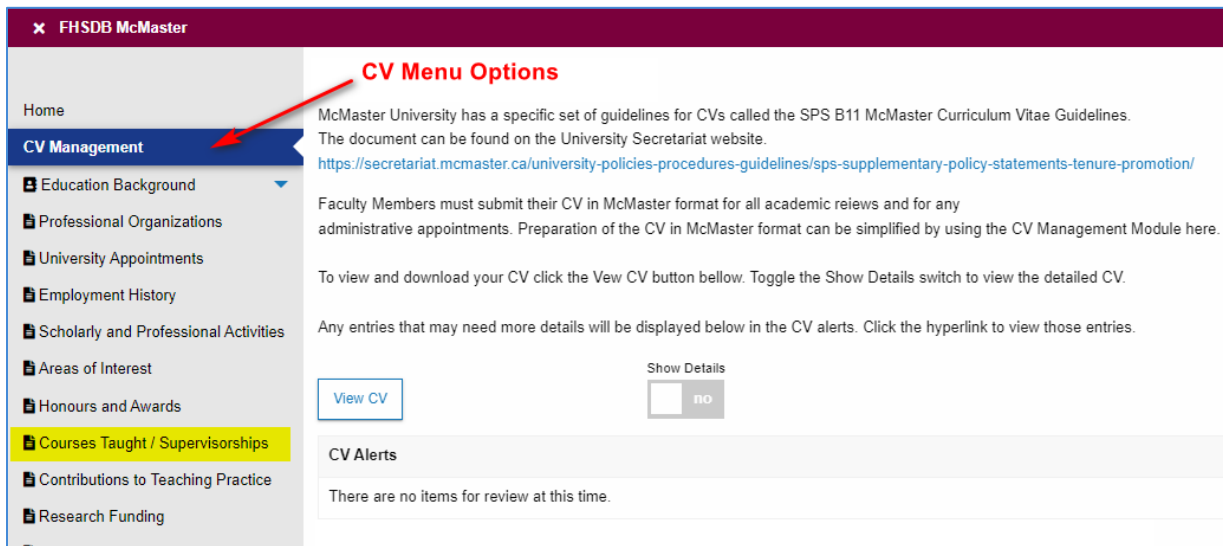 × FHSDB McMaster
CV Menu Options
Home
CV Management
Education Background
Professional Organizations
University Appointments
Employment History
Scholarly and Professional Activities
Areas of Interest
Honours and Awards
Courses Taught / Supervisorships
Contributions to Teaching Practice
Research Funding
McMaster University has a specific set of guidelines for CVs called the SPS B11 McMaster Curriculum Vitae Guidelines.
The document can be found on the University Secretariat website.
https://secretariat.mcmaster.ca/university-policies-procedures-guidelines/sps-supplementary-policy-statements-tenure-promotion/
Faculty Members must submit their CV in McMaster format for all academic reiews and for any
administrative appointments. Preparation of the CV in McMaster format can be simplified by using the CV Management Module here.
To view and download your CV click the Vew CV button bellow. Toggle the Show Details switch to view the detailed CV.
Any entries that may need more details will be displayed below in the CV alerts. Click the hyperlink to view those entries.
Show Details
View CV
no
CV Alerts
There are no items for review at this time.